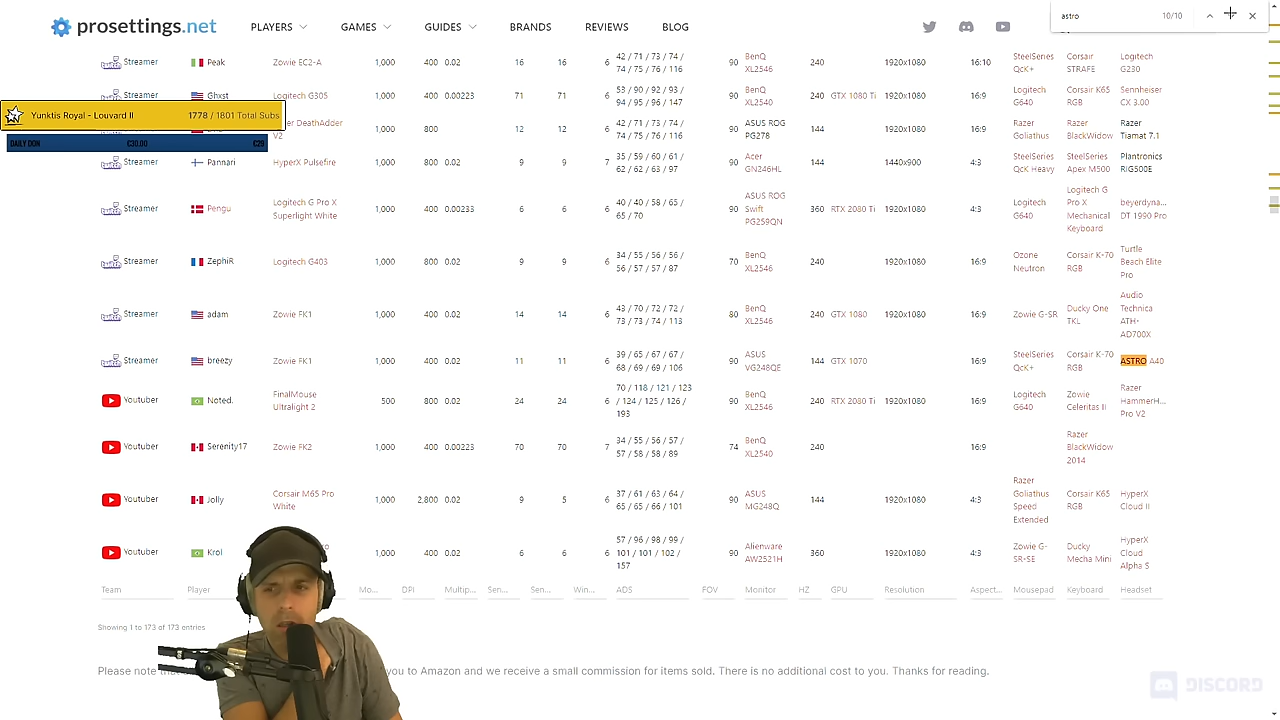 prosettings.net PLAYERS GAMES GUIDES BRANDS REVIEWS BLOG
astro 10/10
Streamer Peak Zowie EC2-A 1,000 400 0.02 16 16 6 42 / 71 / 73 / 74 / 74 / 75 / 76 / 116 90 BenQ XL2546 240 1920x1080 16:10 SteelSeries QcK+ Corsair STRAFE Logitech G230
Streamer Ghxst Logitech G305 1,000 400 0.00223 71 71 6 53 / 90 / 92 / 93 / 94 / 95 / 96 / 147 90 BenQ XL2540 240 GTX 1080 Ti 1920x1080 16:9 Logitech G640 Corsair K65 RGB Sennheiser CX 3.00
Yunktis Royal - Louvard II 1778 / 1801 Total Subs
DeathAdder V2 800 12 12 6 42 / 71 / 73 / 74 / 74 / 75 / 76 / 116 90 ASUS ROG PG278 144 1920x1080 16:9 Razer Goliathus Razer BlackWidow Razer Tiamat 7.1
DAILY DON €30.00
Streamer Pannari HyperX Pulsefire 1,000 800 0.02 9 9 7 35 / 59 / 60 / 61 / 62 / 62 / 63 / 97 90 Acer GN246HL 144 1440x900 4:3 SteelSeries QcK Heavy SteelSeries Apex M500 Plantronics RIG500E
Streamer Pengu Logitech G Pro X Superlight White 1,000 400 0.00233 6 6 6 40 / 40 / 58 / 65 / 65 / 70 90 ASUS ROG Swift PG259QN 360 RTX 2080 Ti 1920x1080 4:3 Logitech G640 Logitech G Pro X Mechanical Keyboard beyerdyna... DT 1990 Pro
Streamer ZephiR Logitech G403 1,000 800 0.02 9 9 6 34 / 55 / 56 / 56 / 56 / 57 / 57 / 87 70 BenQ XL2546 240 1920x1080 16:9 Ozone Neutron Corsair K-70 RGB Turtle Beach Elite Pro
Streamer adam Zowie FK1 1,000 400 0.02 14 14 6 43 / 70 / 72 / 72 / 73 / 73 / 74 / 113 80 BenQ XL2546 240 GTX 1080 1920x1080 16:9 Zowie G-SR Ducky One TKL Audio Technica ATH-AD700X
Streamer breezy Zowie FK1 1,000 400 0.02 11 11 6 39 / 65 / 67 / 67 / 68 / 69 / 69 / 106 90 ASUS VG248QE 144 GTX 1070 16:9 SteelSeries QcK+ Corsair K-70 RGB ASTRO A40
Youtuber Noted. FinalMouse Ultralight 2 500 800 0.02 24 24 6 70 / 118 / 121 / 123 / 124 / 125 / 126 / 193 90 BenQ XL2546 240 RTX 2080 Ti 1920x1080 16:9 Logitech G640 Zowie Celeritas II Razer HammerH... Pro V2
Youtuber Serenity17 Zowie FK2 1,000 400 0.00223 70 70 7 34 / 55 / 56 / 57 / 57 / 58 / 58 / 89 74 BenQ XL2540 240 16:9 Razer BlackWidow 2014
Youtuber Jolly Corsair M65 Pro White 1,000 2,800 0.02 9 5 6 37 / 61 / 63 / 64 / 65 / 65 / 66 / 101 90 ASUS MG248Q 144 1920x1080 4:3 Razer Goliathus Speed Extended Corsair K65 RGB HyperX Cloud II
Youtuber Krol 1,000 400 0.02 6 6 6 57 / 96 / 98 / 99 / 101 / 101 / 102 / 157 90 Alienware AW2521H 360 1920x1080 4:3 Zowie G-SR-SE Ducky Mecha Mini HyperX Cloud Alpha S
Team Player Mo... DPI Multip... Sen... Sen... Win... ADS FOV Monitor HZ GPU Resolution Aspect... Mousepad Keyboard Headset
Showing 1 to 173 of 173 entries
Please note you to Amazon and we receive a small commission for items sold. There is no additional cost to you. Thanks for reading.
DISCORD